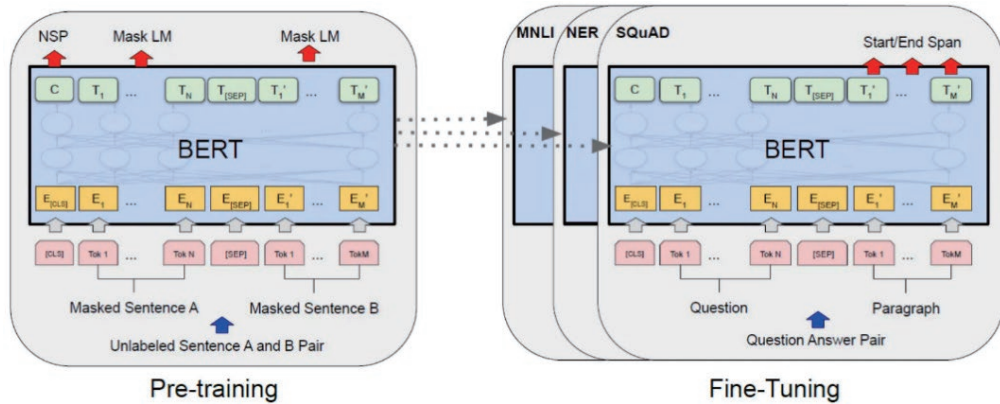 NSP Mask LM Mask LM
C T1 ... TN T[SEP] T1' ... TM'
BERT
E[CLS] E1 ... EN E[SEP] E1' ... EM'
[CLS] Tok 1 ... Tok N [SEP] Tok 1 ... TokM
Masked Sentence A Masked Sentence B
Unlabeled Sentence A and B Pair
Pre-training
MNLI NER SQuAD
Start/End Span
C T1 ... TN T[SEP] T1' ... TM'
BERT
E[CLS] E1 ... EN E[SEP] E1' ... EM'
[CLS] Tok 1 ... Tok N [SEP] Tok 1 ... TokM
Question Paragraph
Question Answer Pair
Fine-Tuning